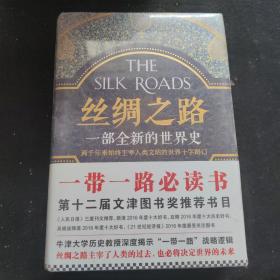 THE
SILK ROADS
丝绸之路
一部全新的世界史
两千年来始终主宰人类文明的世界十字路口
一带一路必读书
第十二届文津图书奖推荐书目
牛津大学历史教授深度揭示“一带一路”战略逻辑
丝绸之路主宰了人类的过去，也必将决定世界的未来